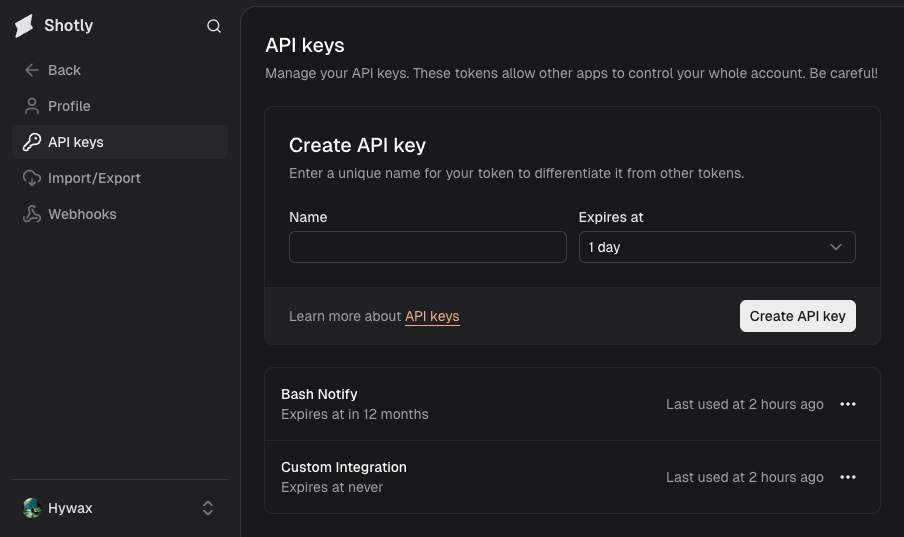 Shotly
Back
Profile
API keys
Import/Export
Webhooks
Hywax
API keys
Manage your API keys. These tokens allow other apps to control your whole account. Be careful!
Create API key
Enter a unique name for your token to differentiate it from other tokens.
Name
Expires at
1 day
Learn more about API keys
Create API key
Bash Notify
Expires at in 12 months
Last used at 2 hours ago
Custom Integration
Expires at never
Last used at 2 hours ago